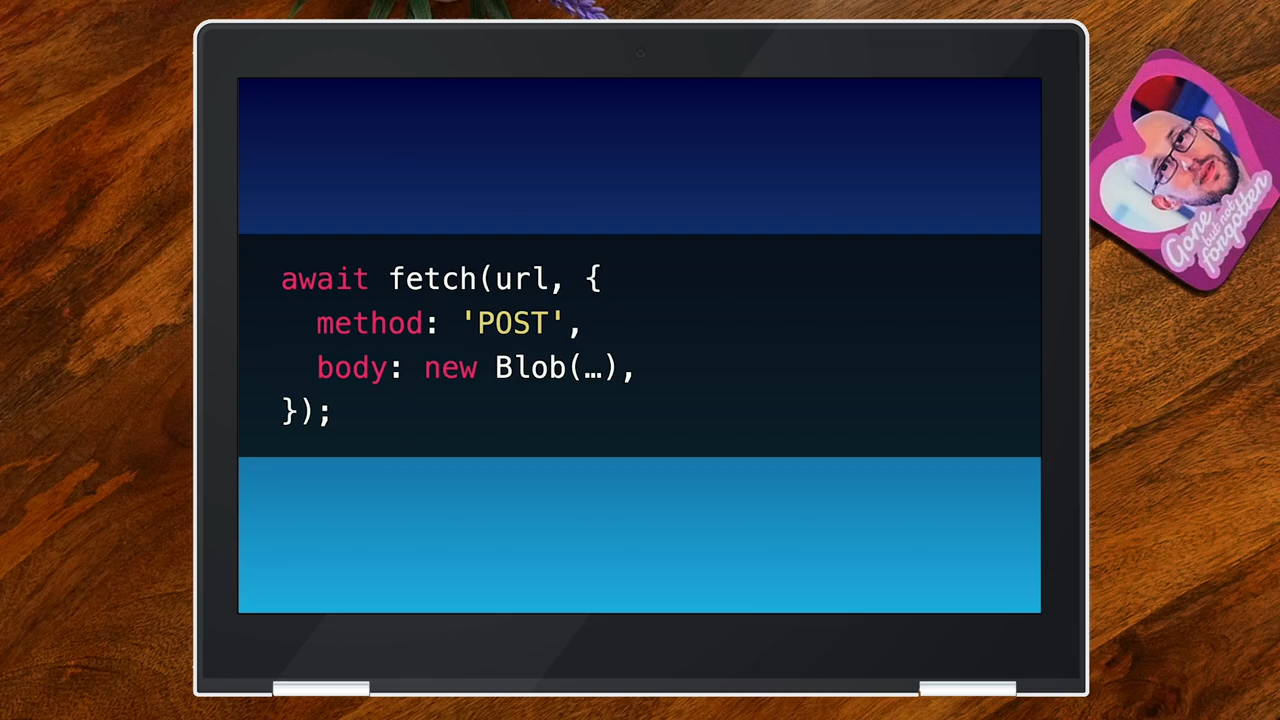 await fetch(url, {
  method: 'POST',
  body: new Blob(…),
});
Gone
but not
forgotten